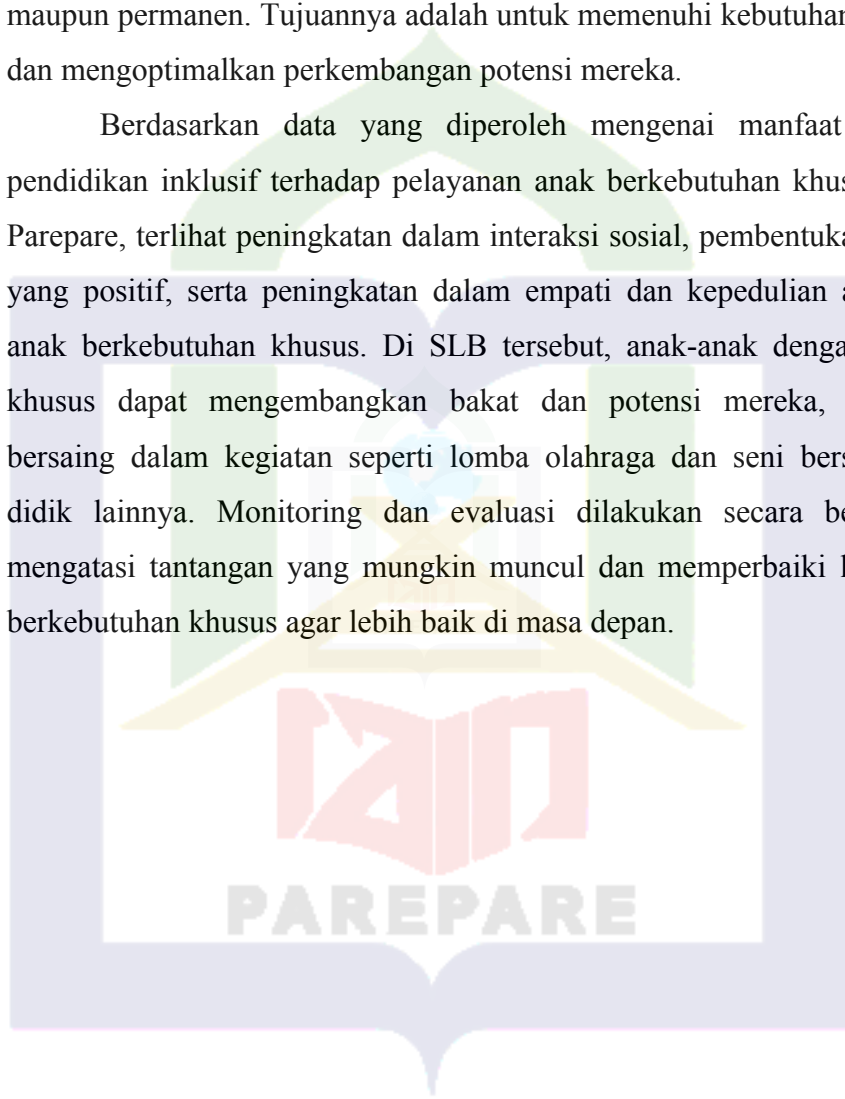 maupun permanen. Tujuannya adalah untuk memenuhi kebutuhan
dan mengoptimalkan perkembangan potensi mereka.
Berdasarkan data yang diperoleh mengenai manfaat
pendidikan inklusif terhadap pelayanan anak berkebutuhan khus
Parepare, terlihat peningkatan dalam interaksi sosial, pembentuka
yang positif, serta peningkatan dalam empati dan kepedulian a
anak berkebutuhan khusus. Di SLB tersebut, anak-anak denga
khusus dapat mengembangkan bakat dan potensi mereka,
bersaing dalam kegiatan seperti lomba olahraga dan seni bers
didik lainnya. Monitoring dan evaluasi dilakukan secara be
mengatasi tantangan yang mungkin muncul dan memperbaiki
berkebutuhan khusus agar lebih baik di masa depan.
iain
PAREPARE